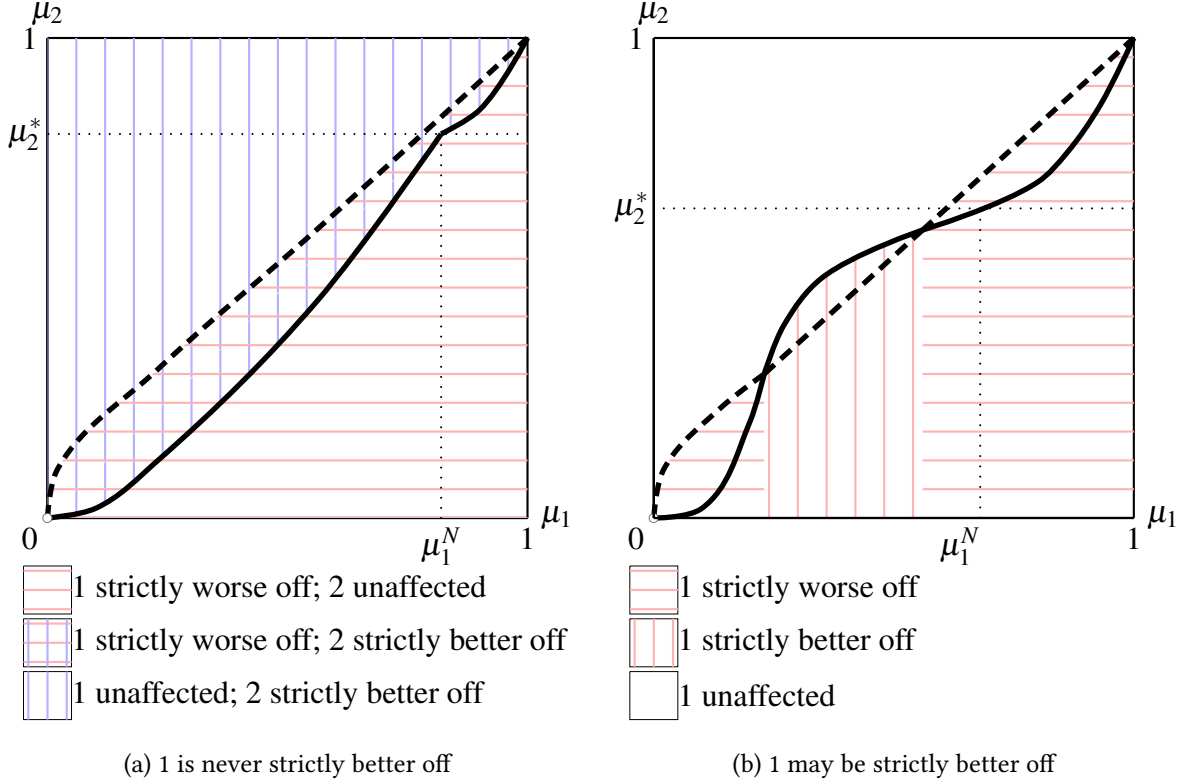 μ₂
1
μ₂*
0
μ₁ᴺ
1
μ₁
1 strictly worse off; 2 unaffected
1 strictly worse off; 2 strictly better off
1 unaffected; 2 strictly better off
(a) 1 is never strictly better off
μ₂
1
μ₂*
0
μ₁ᴺ
1
μ₁
1 strictly worse off
1 strictly better off
1 unaffected
(b) 1 may be strictly better off